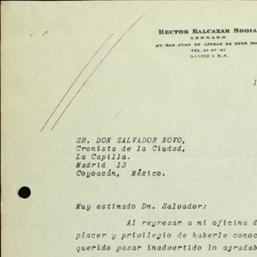 HECTOR BALCAZAR
ABOGADO
AV. SAN JUAN DE LETRAN
MEXICO 1 D.F.
SR. DON SALVADOR NOVO,
Cronista de la Ciudad,
La Capilla.
Madrid 13
Coyoacán, México.
Muy estimado Dn. Salvador:
Al regresar a mi oficina d
placer y privilegio de haberle conoc
querido pasar inadvertido lo agradab